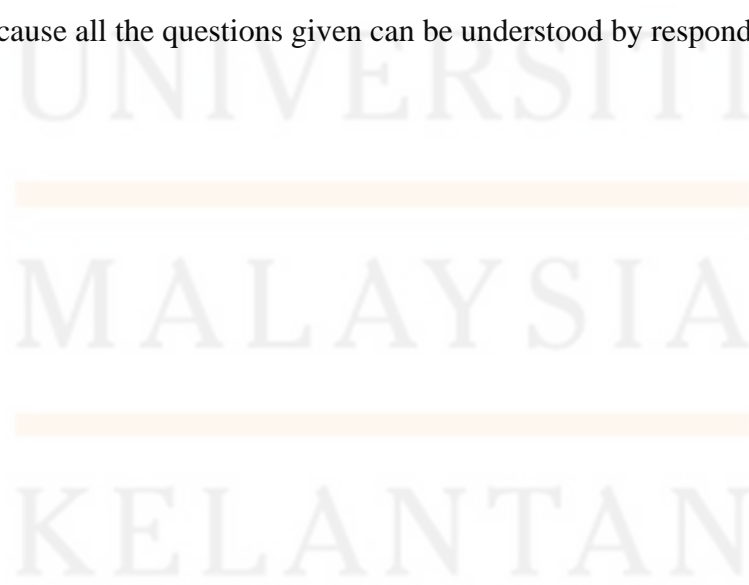 cause all the questions given can be understood by respond
UNIVERSITI
MALAYSIA
KELANTAN